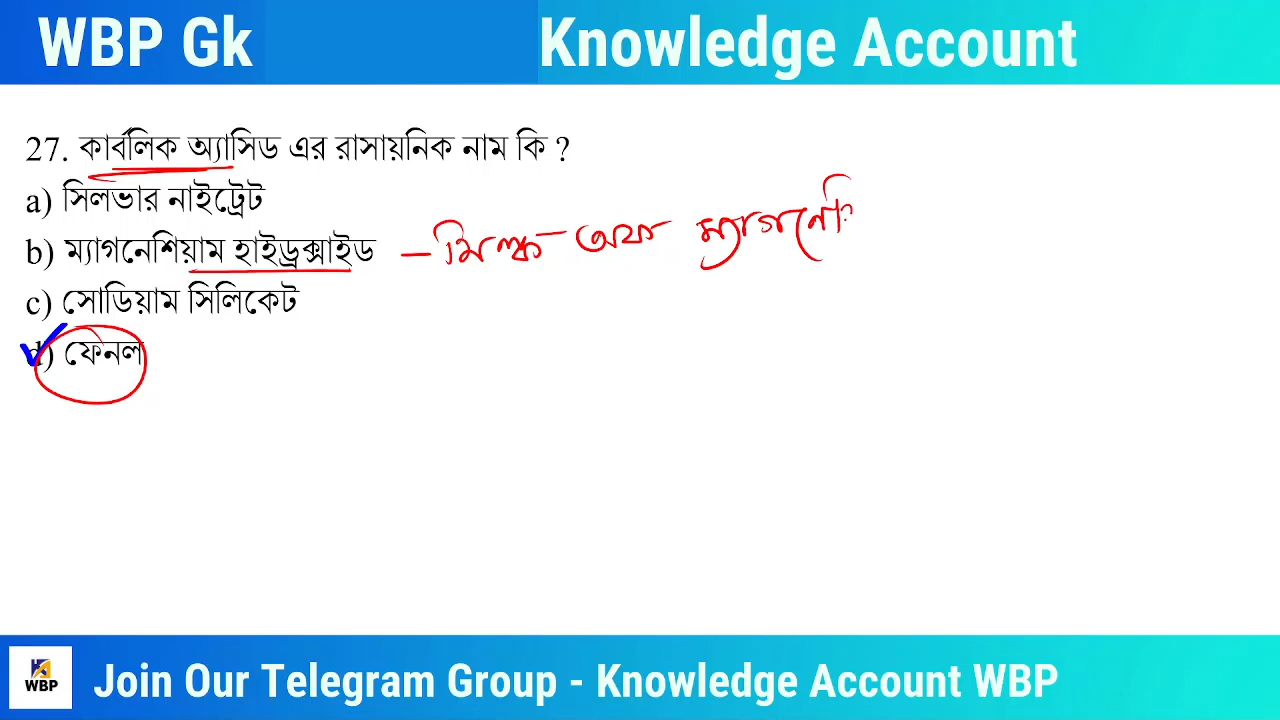 WBP Gk Knowledge Account
27. কার্বলিক অ্যাসিড এর রাসায়নিক নাম কি ?
a) সিলভার নাইট্রেট
b) ম্যাগনেশিয়াম হাইড্রক্সাইড – মিল্ক অফ
c) সোডিয়াম সিলিকেট
d) ফেনল
WBP
Join Our Telegram Group - Knowledge Account WBP